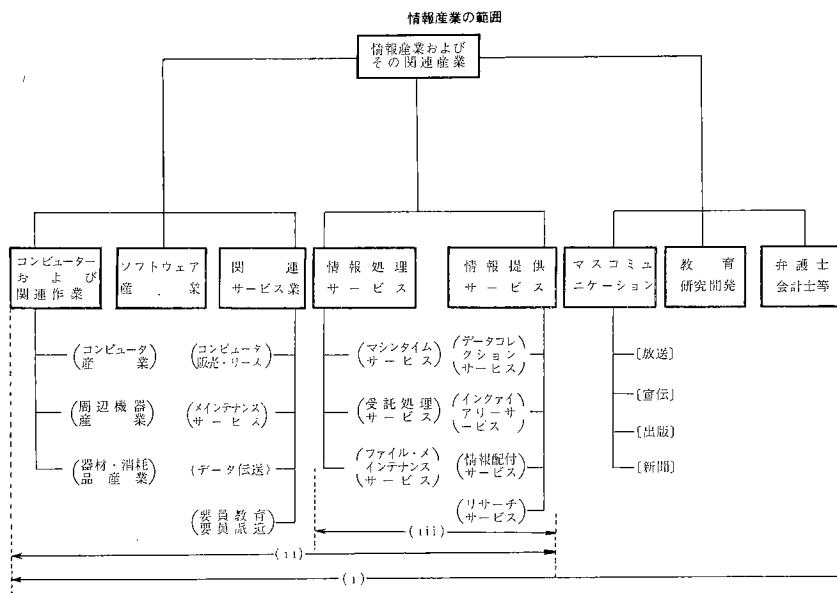 情報産業の範囲
情報産業および
その関連産業
コンピューター
および
関連作業
ソフトウェア
産業
関連
サービス業
情報処理
サービス
情報提供
サービス
マスコミュ
ニケーション
教育
研究開発
弁護士
会計士等
(コンピュータ
産業)
(周辺機器
産業)
(器材・消耗
品産業)
(コンピュータ
販売・リース)
(メインテナンス
サービス)
(データ伝送)
(要員教育
要員派遣)
(マシンタイム
サービス)
(受託処理
サービス)
(ファイル・メ
インテナンス
サービス)
(データコレ
クション
サービス)
(インクァイ
アリーサ
ービス)
(情報配付
サービス)
(リサーチ
サービス)
〔放送〕
〔宣伝〕
〔出版〕
〔新聞〕
(iii)
(ii)
(i)